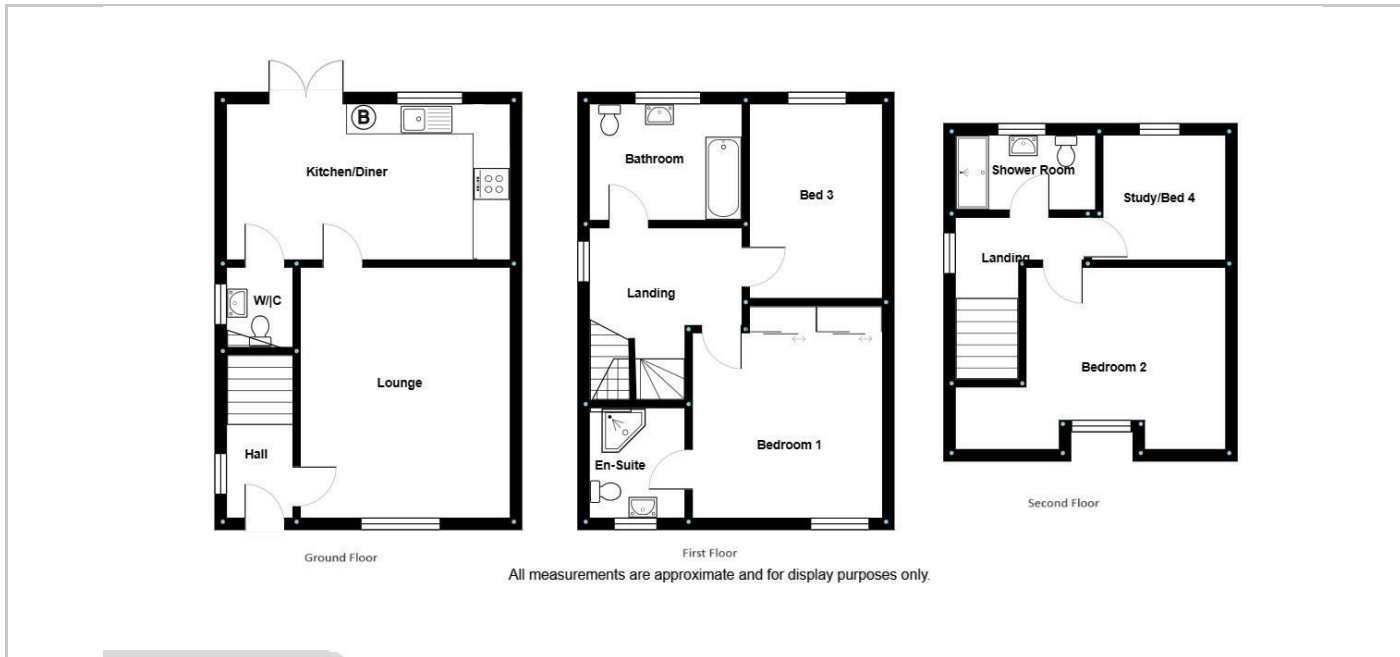 B
Kitchen/Diner
W/|C
Lounge
Hall
Ground Floor
Bathroom
Bed 3
Landing
Bedroom 1
En-Suite
First Floor
Shower Room
Study/Bed 4
Landing
Bedroom 2
Second Floor
All measurements are approximate and for display purposes only.